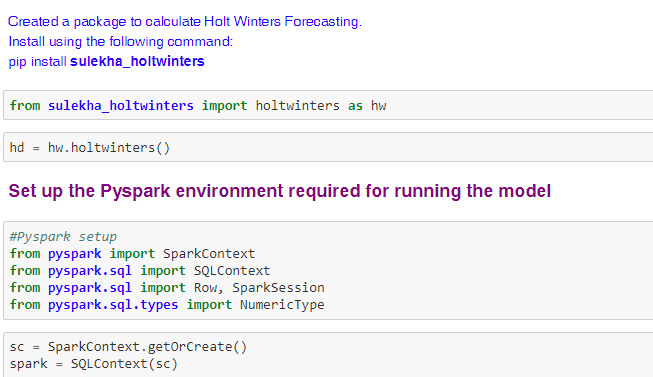 Created a package to calculate Holt Winters Forecasting.
Install using the following command:
pip install sulekha_holtwinters
from sulekha_holtwinters import holtwinters as hw
hd = hw.holtwinters()
Set up the Pyspark environment required for running the model
#Pyspark setup
from pyspark import SparkContext
from pyspark.sql import SQLContext
from pyspark.sql import Row, SparkSession
from pyspark.sql.types import NumericType
sc = SparkContext.getOrCreate()
spark = SQLContext(sc)